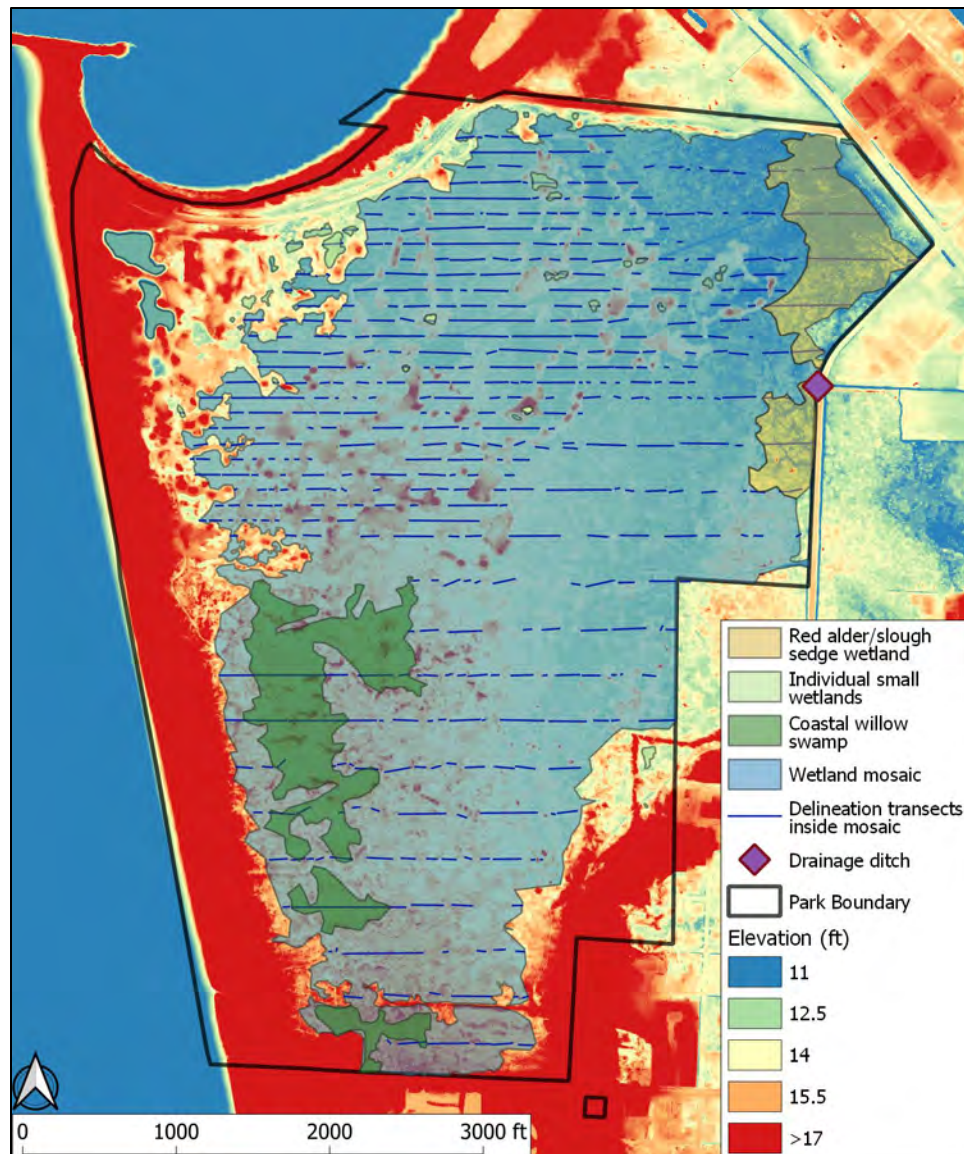 Red alder/slough
sedge wetland
Individual small
wetlands
Coastal willow
swamp
Wetland mosaic
Delineation transects
inside mosaic
Drainage ditch
Park Boundary
Elevation (ft)
11
12.5
14
15.5
>17
0 1000 2000 3000 ft